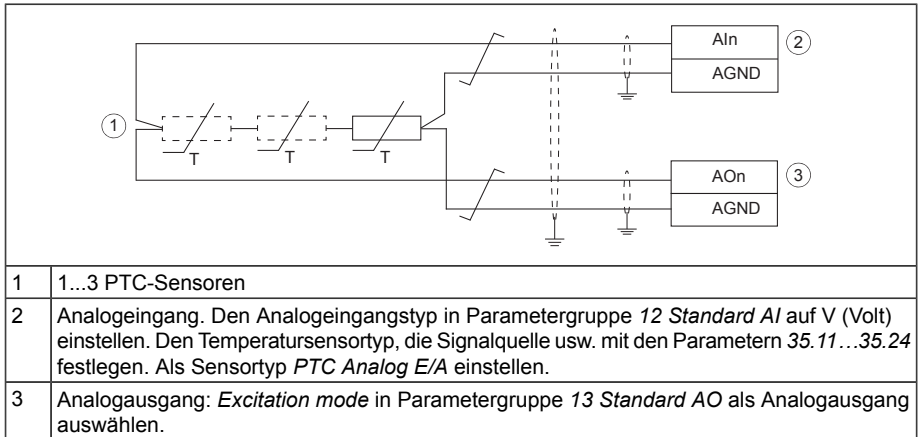 AIn
2
AGND
1
T
T
T
AOn
3
AGND
1 1...3 PTC-Sensoren
2 Analogeingang. Den Analogeingangstyp in Parametergruppe 12 Standard AI auf V (Volt)
einstellen. Den Temperatursensortyp, die Signalquelle usw. mit den Parametern 35.11…35.24
festlegen. Als Sensortyp PTC Analog E/A einstellen.
3 Analogausgang: Excitation mode in Parametergruppe 13 Standard AO als Analogausgang
auswählen.